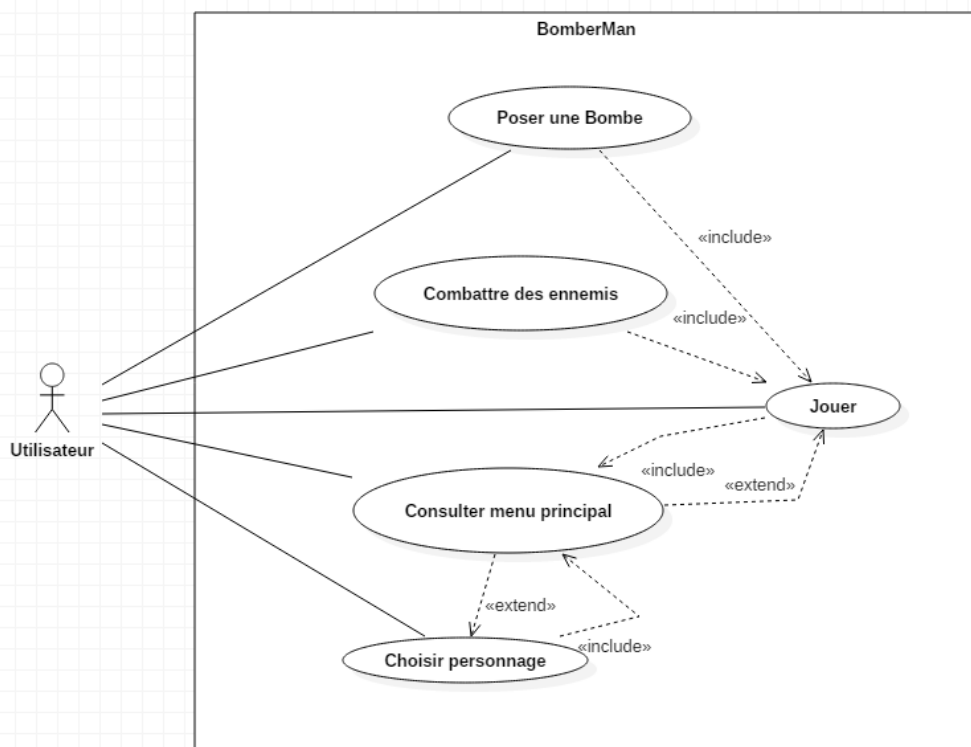 BomberMan
Poser une Bombe
«include»
Combattre des ennemis
«include»
Jouer
Utilisateur
«include»
«extend»
Consulter menu principal
«extend»
«include»
Choisir personnage